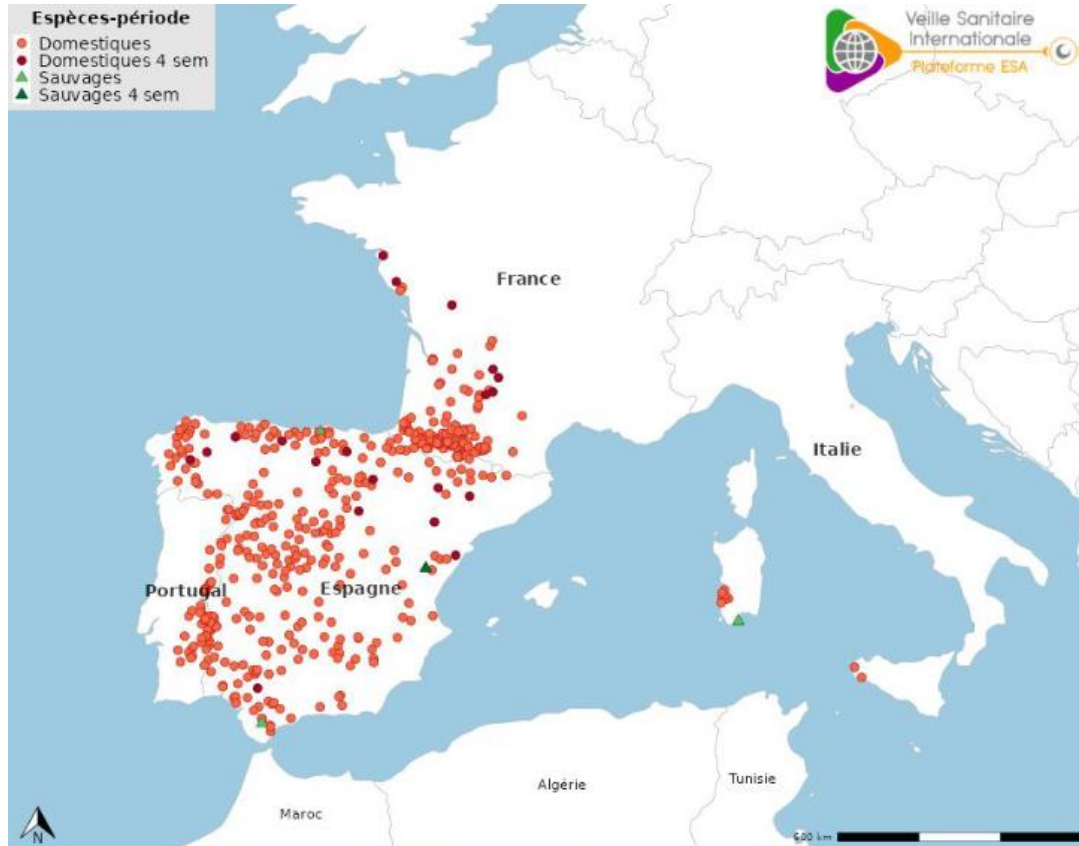 Espèces-période
Domestiques
Domestiques 4 sem
Sauvages
Sauvages 4 sem
Veille Sanitaire
Internationale
Plateforme ESA
France
Italie
Portugal
Espagne
Algérie
Tunisie
Maroc
N
600 km